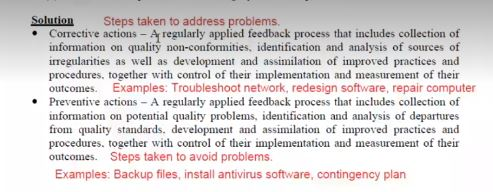 Solution Steps taken to address problems.
• Corrective actions – A regularly applied feedback process that includes collection of
information on quality non-conformities, identification and analysis of sources of
irregularities as well as development and assimilation of improved practices and
procedures, together with control of their implementation and measurement of their
outcomes. Examples: Troubleshoot network, redesign software, repair computer
• Preventive actions – A regularly applied feedback process that includes collection of
information on potential quality problems, identification and analysis of departures
from quality standards, development and assimilation of improved practices and
procedures, together with control of their implementation and measurement of their
outcomes. Steps taken to avoid problems.
Examples: Backup files, install antivirus software, contingency plan